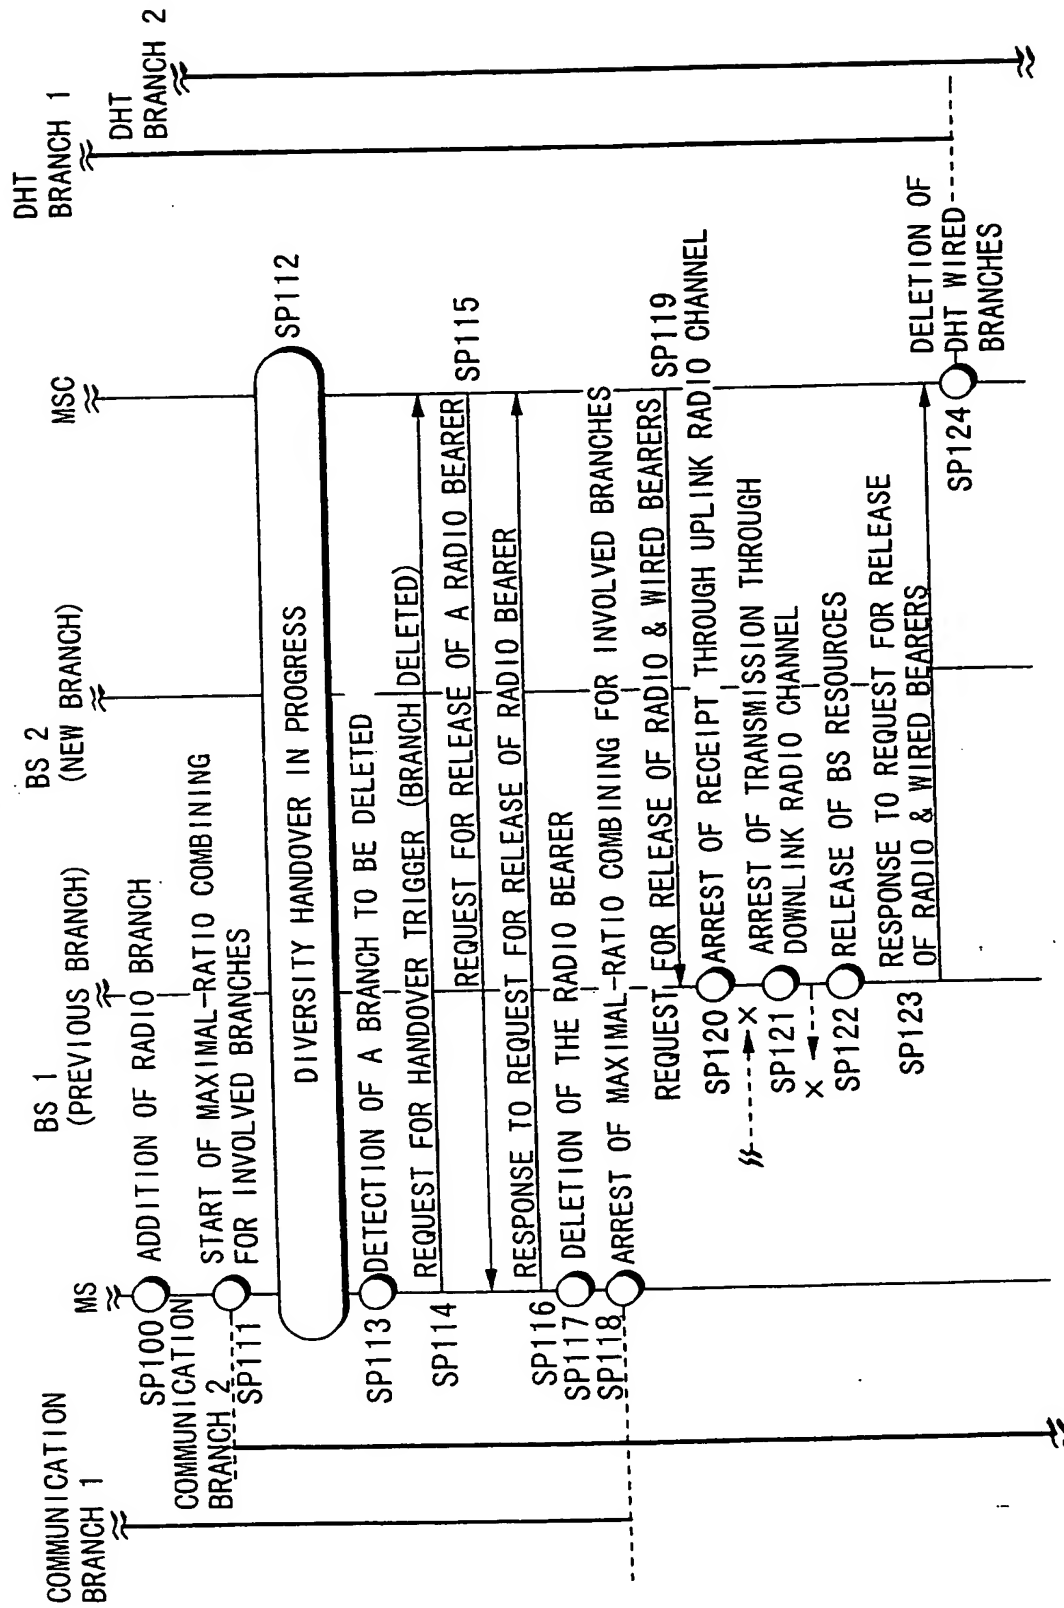 COMMUNICATION
BRANCH 1
COMMUNICATION
BRANCH 2
MS
BS 1
(PREVIOUS BRANCH)
BS 2
(NEW BRANCH)
MSC
DHT
BRANCH 1
DHT
BRANCH 2
SP100
ADDITION OF RADIO BRANCH
SP111
START OF MAXIMAL-RATIO COMBINING
FOR INVOLVED BRANCHES
DIVERSITY HANDOVER IN PROGRESS
SP112
SP113
DETECTION OF A BRANCH TO BE DELETED
SP114
REQUEST FOR HANDOVER TRIGGER (BRANCH DELETED)
REQUEST FOR RELEASE OF A RADIO BEARER
SP115
SP116
RESPONSE TO REQUEST FOR RELEASE OF RADIO BEARER
SP117
DELETION OF THE RADIO BEARER
SP118
ARREST OF MAXIMAL-RATIO COMBINING FOR INVOLVED BRANCHES
REQUEST FOR RELEASE OF RADIO & WIRED BEARERS
SP119
SP120
ARREST OF RECEIPT THROUGH UPLINK RADIO CHANNEL
X
SP121
ARREST OF TRANSMISSION THROUGH
DOWNLINK RADIO CHANNEL
X
SP122
RELEASE OF BS RESOURCES
SP123
RESPONSE TO REQUEST FOR RELEASE
OF RADIO & WIRED BEARERS
SP124
DELETION OF
DHT WIRED
BRANCHES